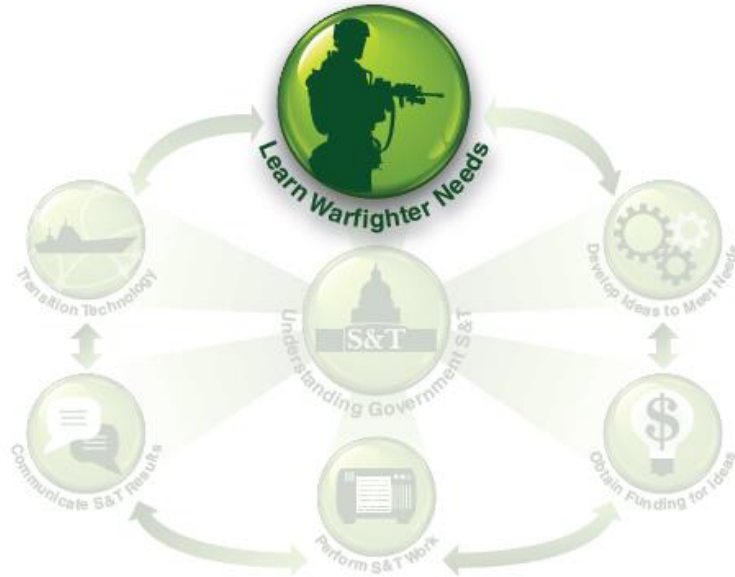 Learn Warfighter Needs
Transition Technology
Develop Ideas to Meet Needs
S&T
Understanding Government S&T
Communicate S&T Results
$
Obtain Funding for Ideas
Perform S&T Work